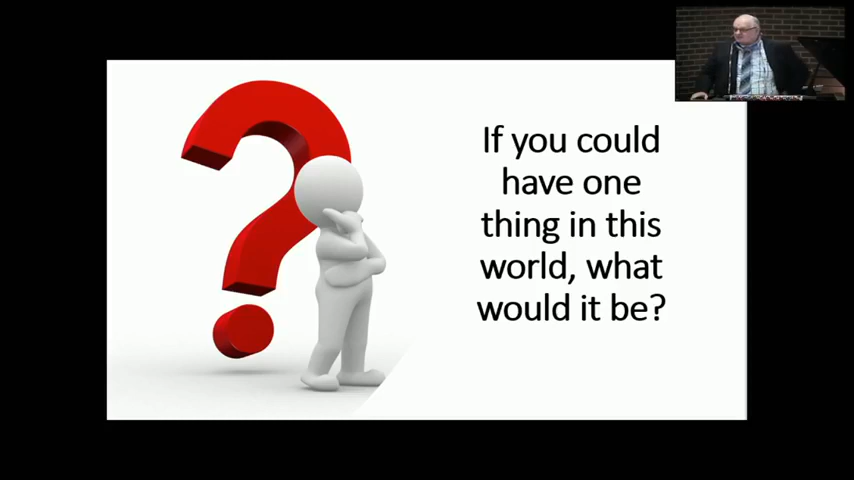 If you could
have one
thing in this
world, what
would it be?